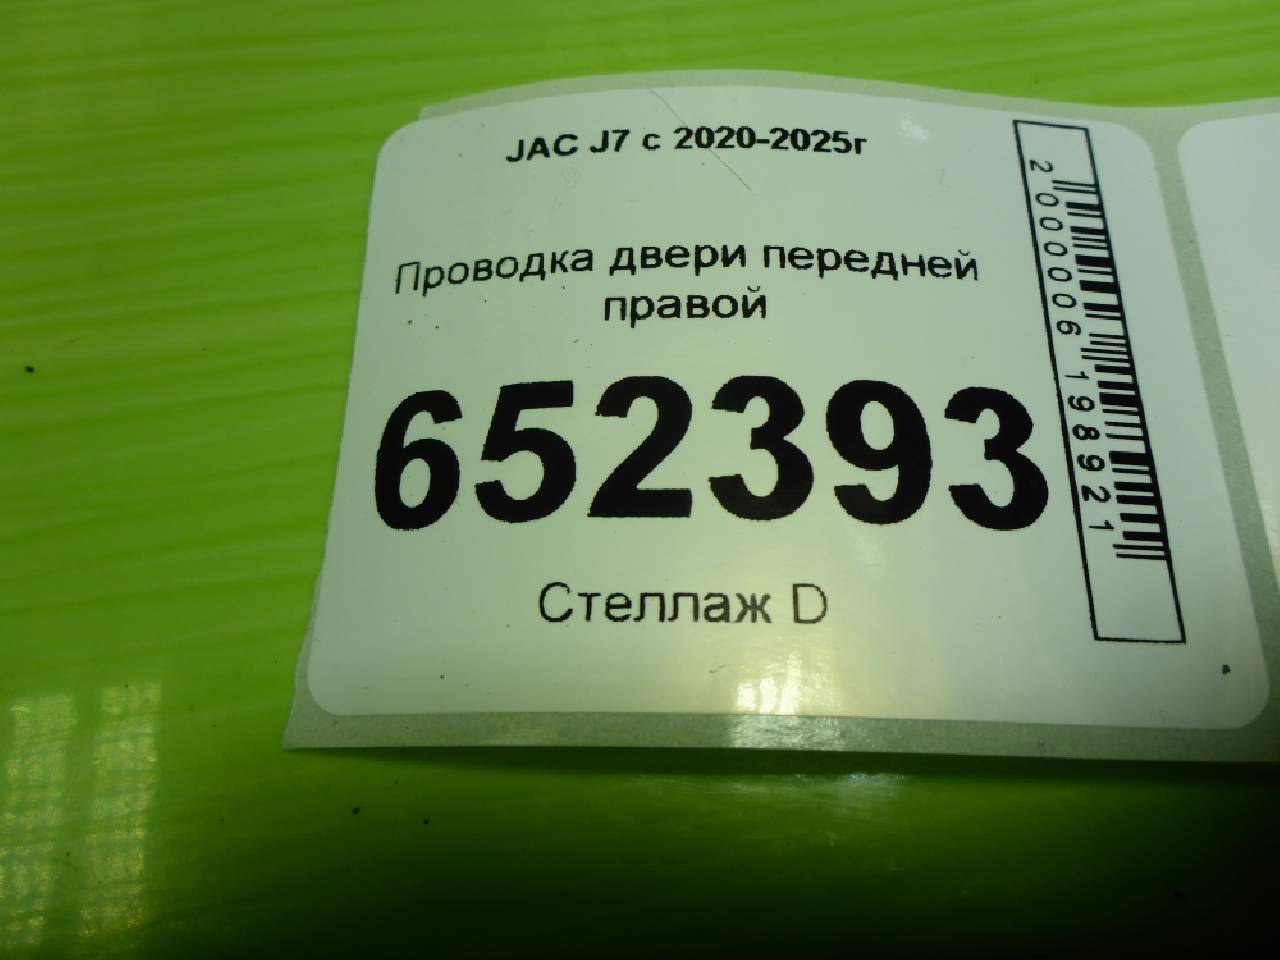 JAC J7 с 2020-2025г
Проводка двери передней
правой
652393
Стеллаж D
2000006198921